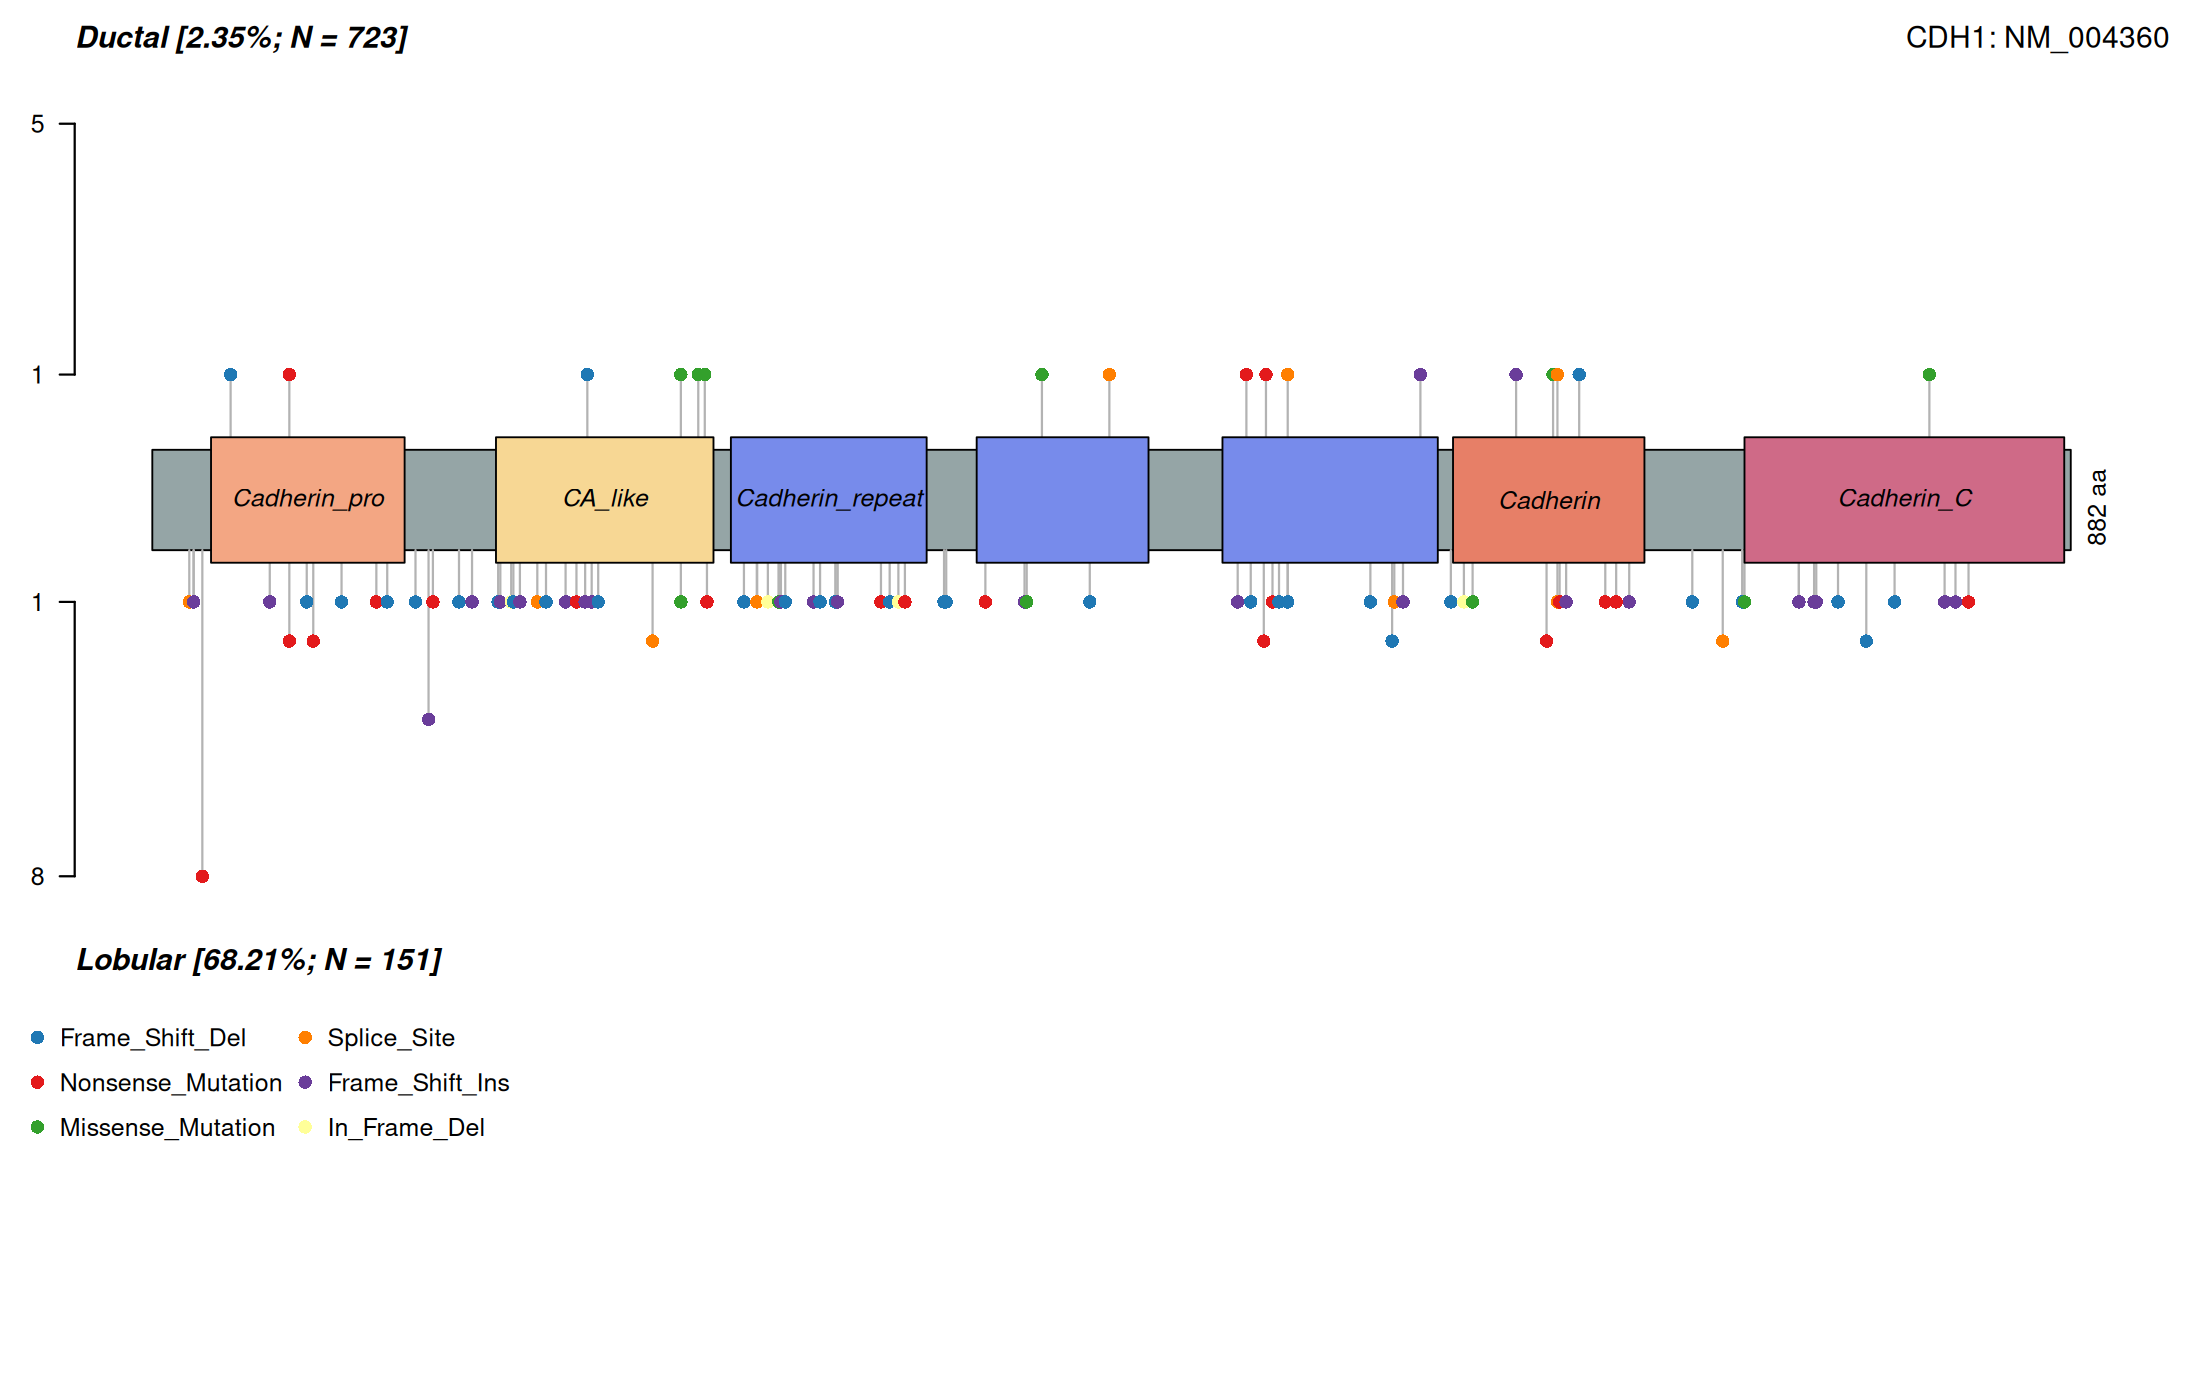 Ductal [2.35%; N = 723]
CDH1: NM_004360
5
1
Cadherin_pro
CA_like
Cadherin_repeat
Cadherin
Cadherin_C
882 aa
1
8
Lobular [68.21%; N = 151]
Frame_Shift_Del
Splice_Site
Nonsense_Mutation
Frame_Shift_Ins
Missense_Mutation
In_Frame_Del